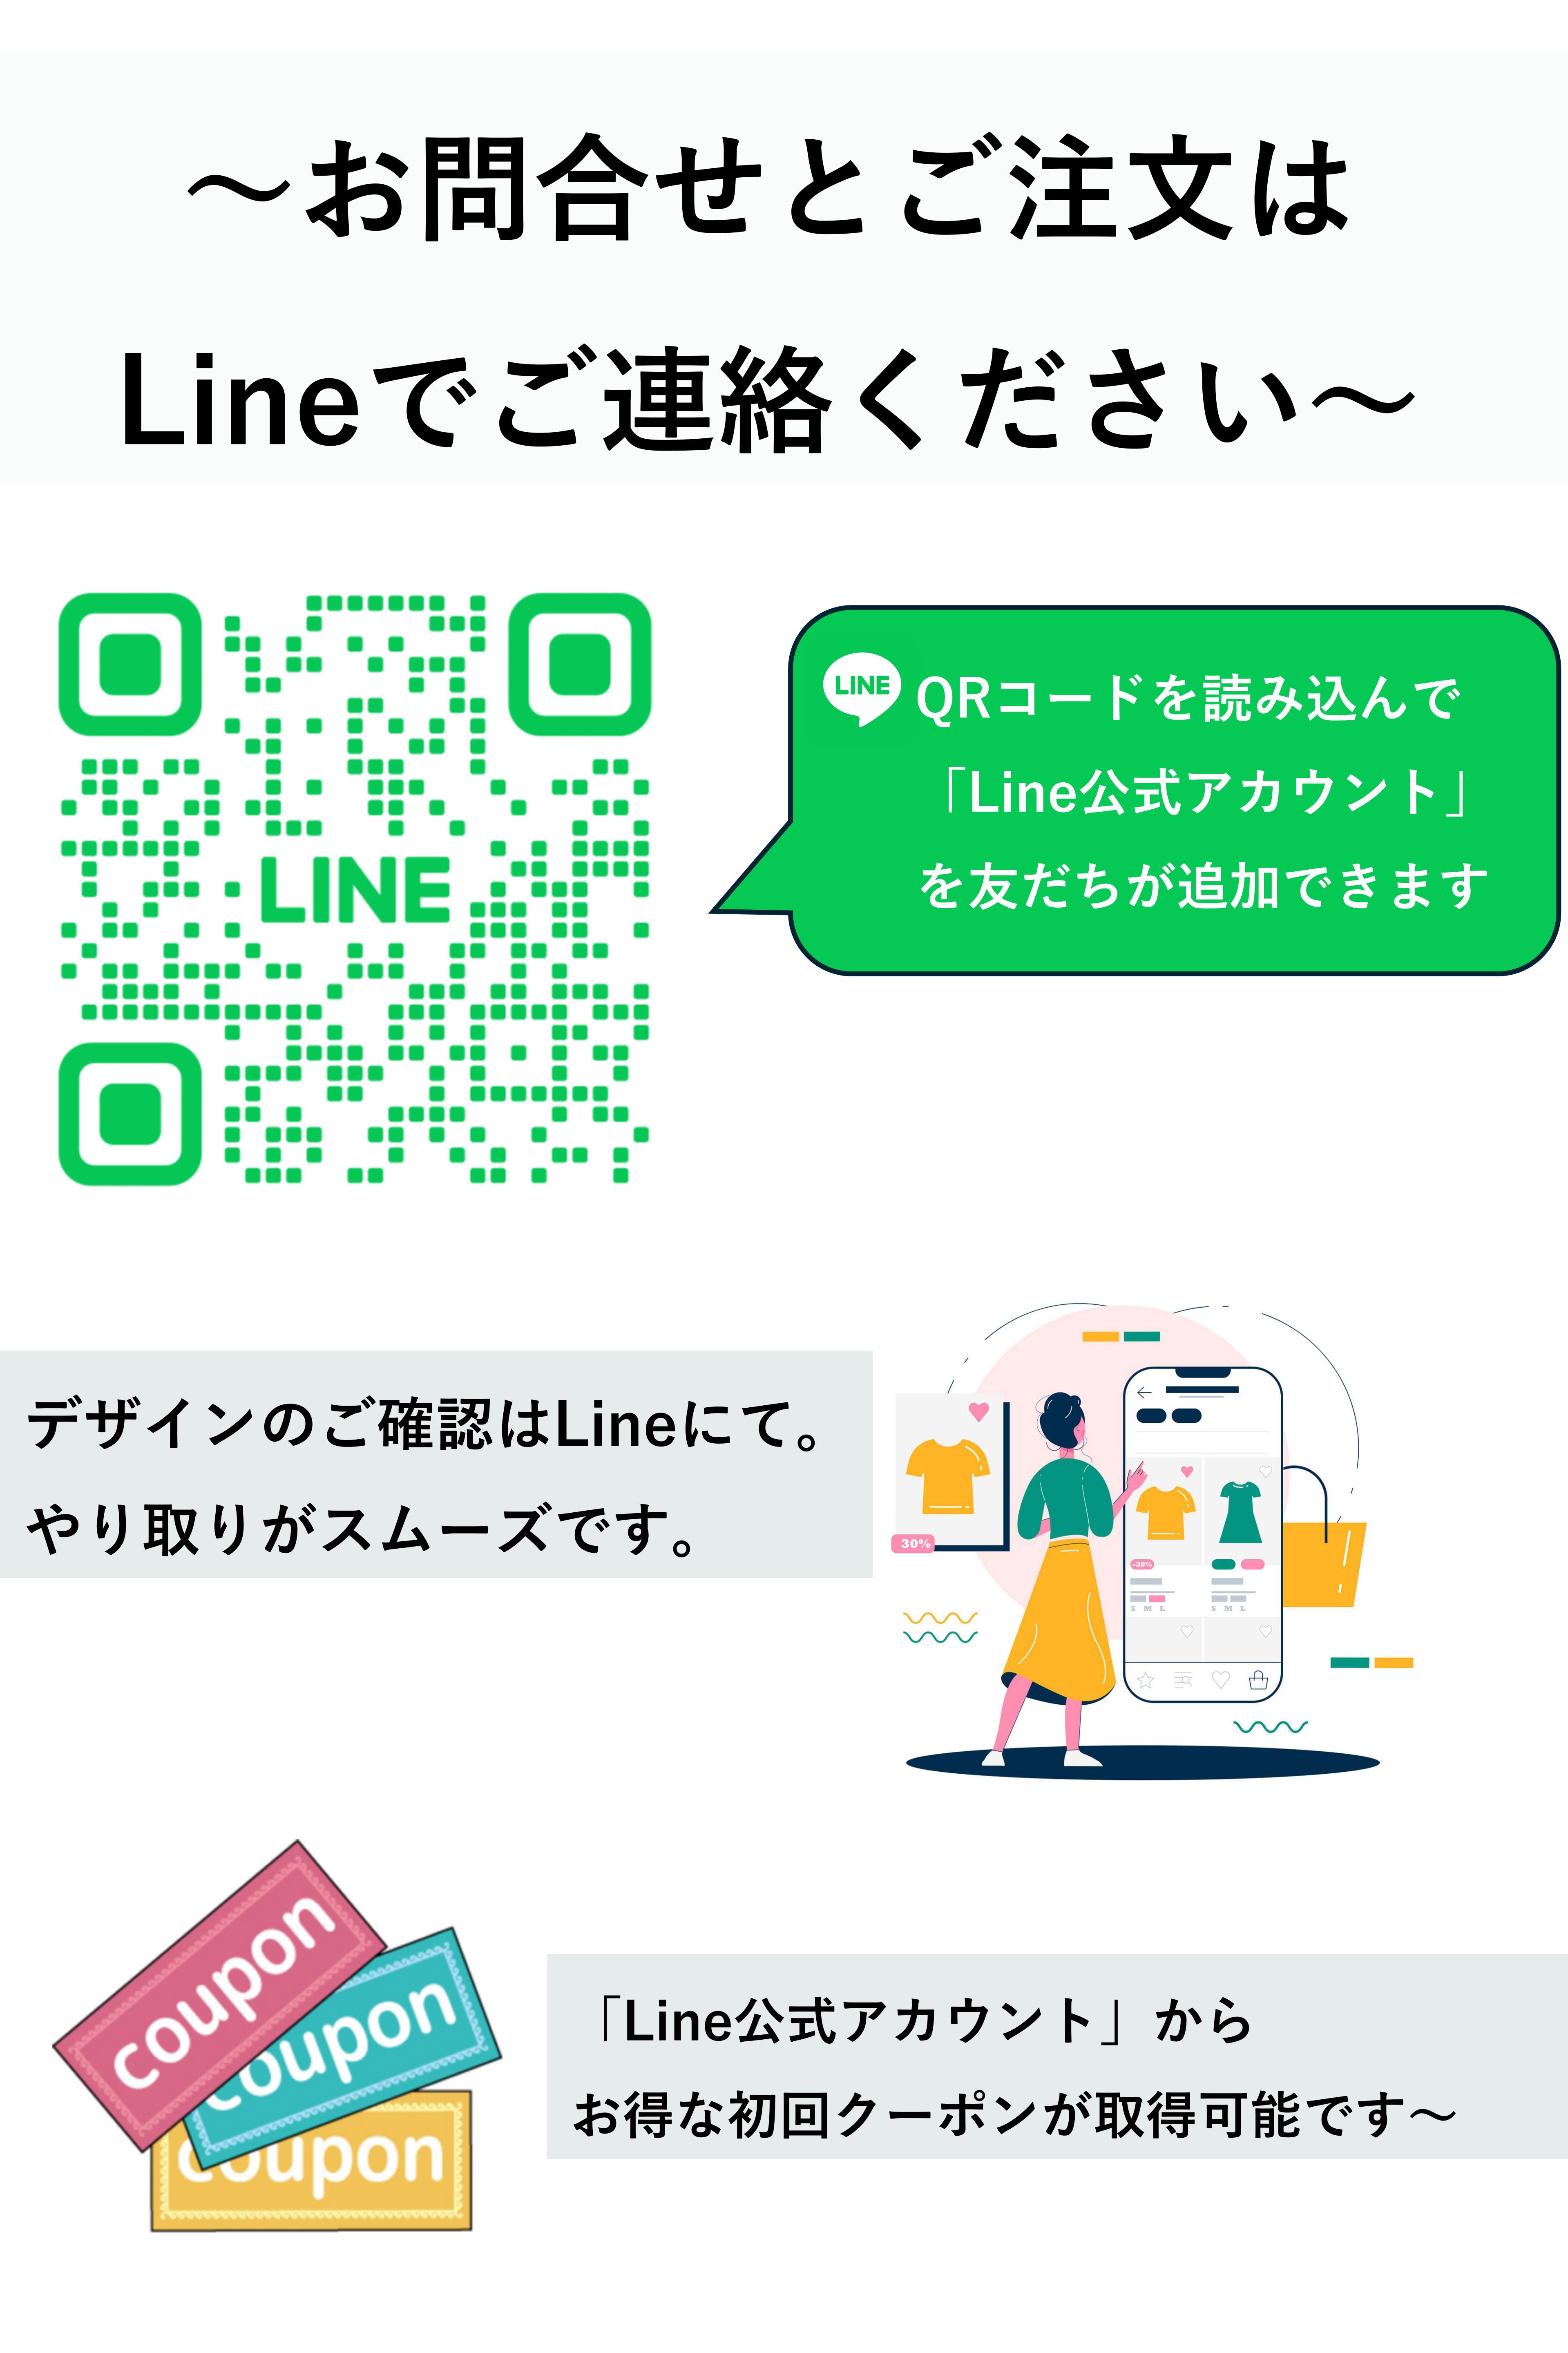 ～お問合せとご注文は
Lineでご連絡ください～
LINE
LINE
QRコードを読み込んで
「Line公式アカウント」
を友だちが追加できます
デザインのご確認はLineにて。
やり取りがスムーズです。
30%
-30%
S M L
S M L
coupon
coupon
coupon
「Line公式アカウント」から
お得な初回クーポンが取得可能です～